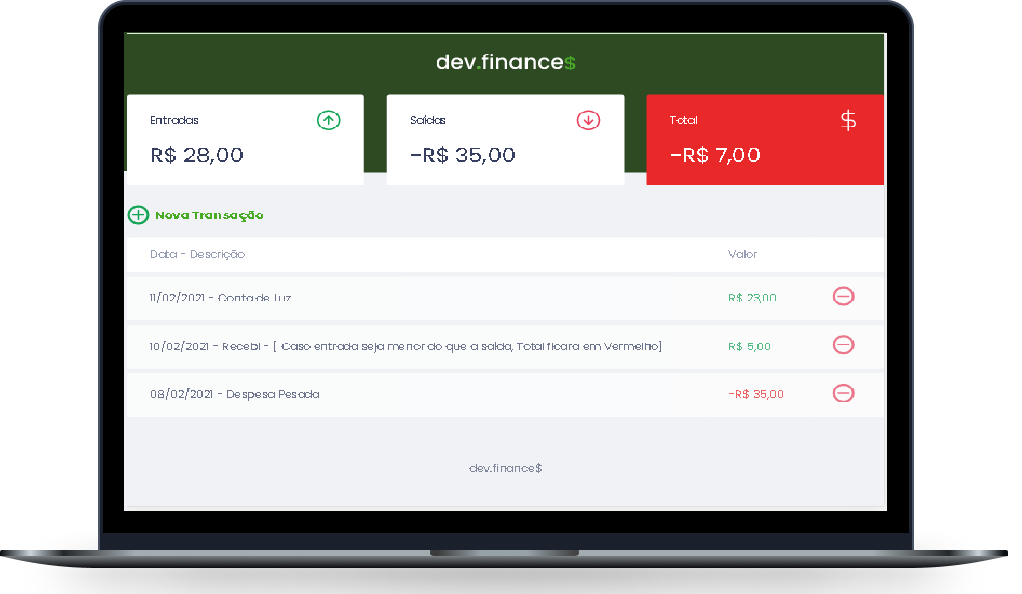 dev.finance$
Entradas
R$ 28,00
Saídas
-R$ 35,00
Total
$
-R$ 7,00
Nova Transação
Data - Descrição Valor
11/02/2021 - Conta de Luz R$ 23,00
10/02/2021 - Recebi - [ Caso entrada seja menor do que a saída, Total ficara em Vermelho] R$ 5,00
08/02/2021 - Despesa Pesada -R$ 35,00
dev.finance$